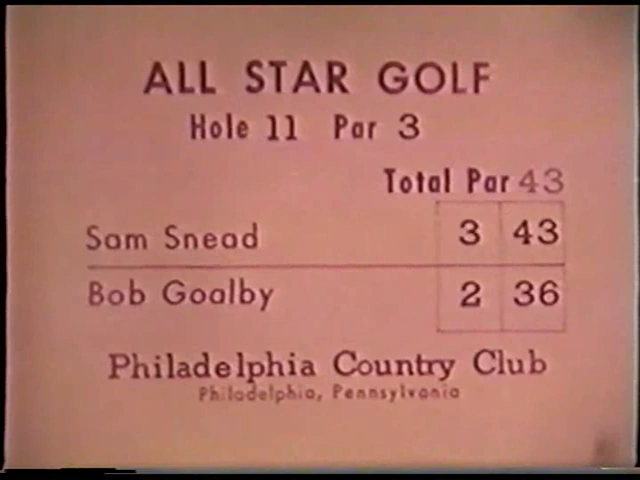 ALL STAR GOLF
Hole 11 Par 3
Total Par 43
Sam Snead 3 43
Bob Goalby 2 36
Philadelphia Country Club
Philadelphia, Pennsylvania